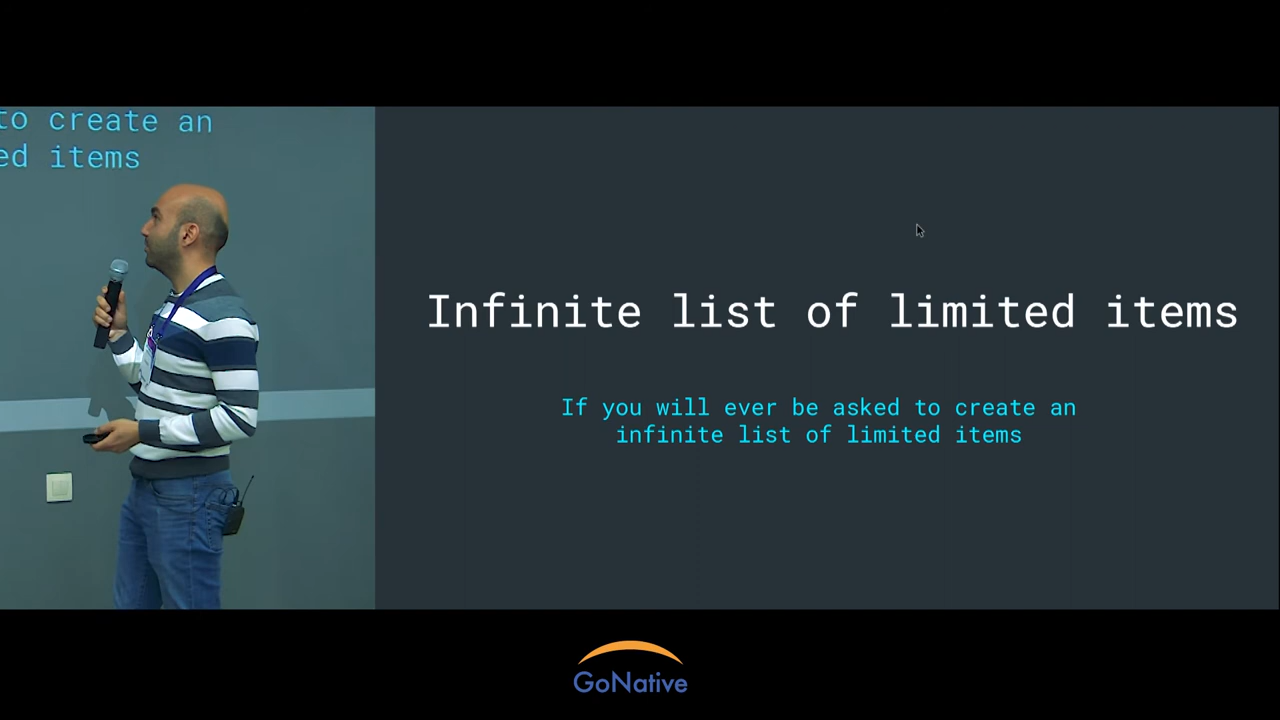 to create an
ed items
Infinite list of limited items
If you will ever be asked to create an
infinite list of limited items
GoNative